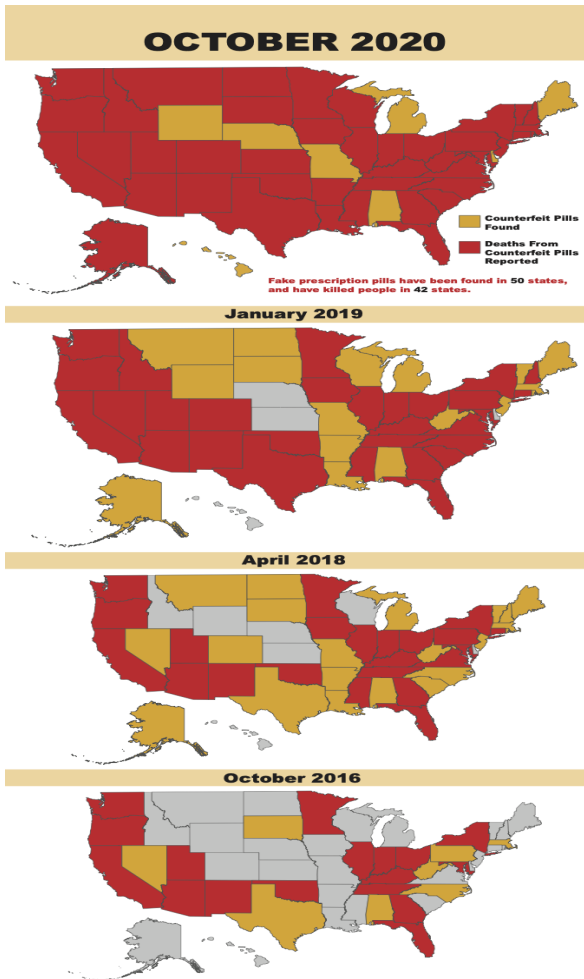 OCTOBER 2020
Counterfeit Pills
Found
Deaths From
Counterfeit Pills
Reported
Fake prescription pills have been found in 50 states,
and have killed people in 42 states.
January 2019
April 2018
October 2016